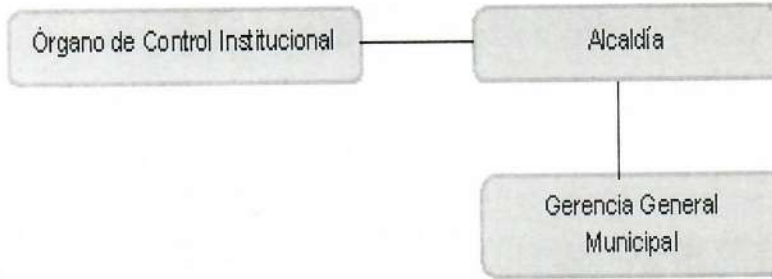 Órgano de Control Institucional
Alcaldía
Gerencia General
Municipal